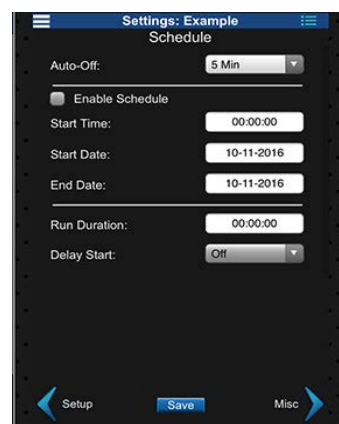 Settings: Example
Schedule
Auto-Off: 5 Min
Enable Schedule
Start Time: 00:00:00
Start Date: 10-11-2016
End Date: 10-11-2016
Run Duration: 00:00:00
Delay Start: Off
Setup Save Misc